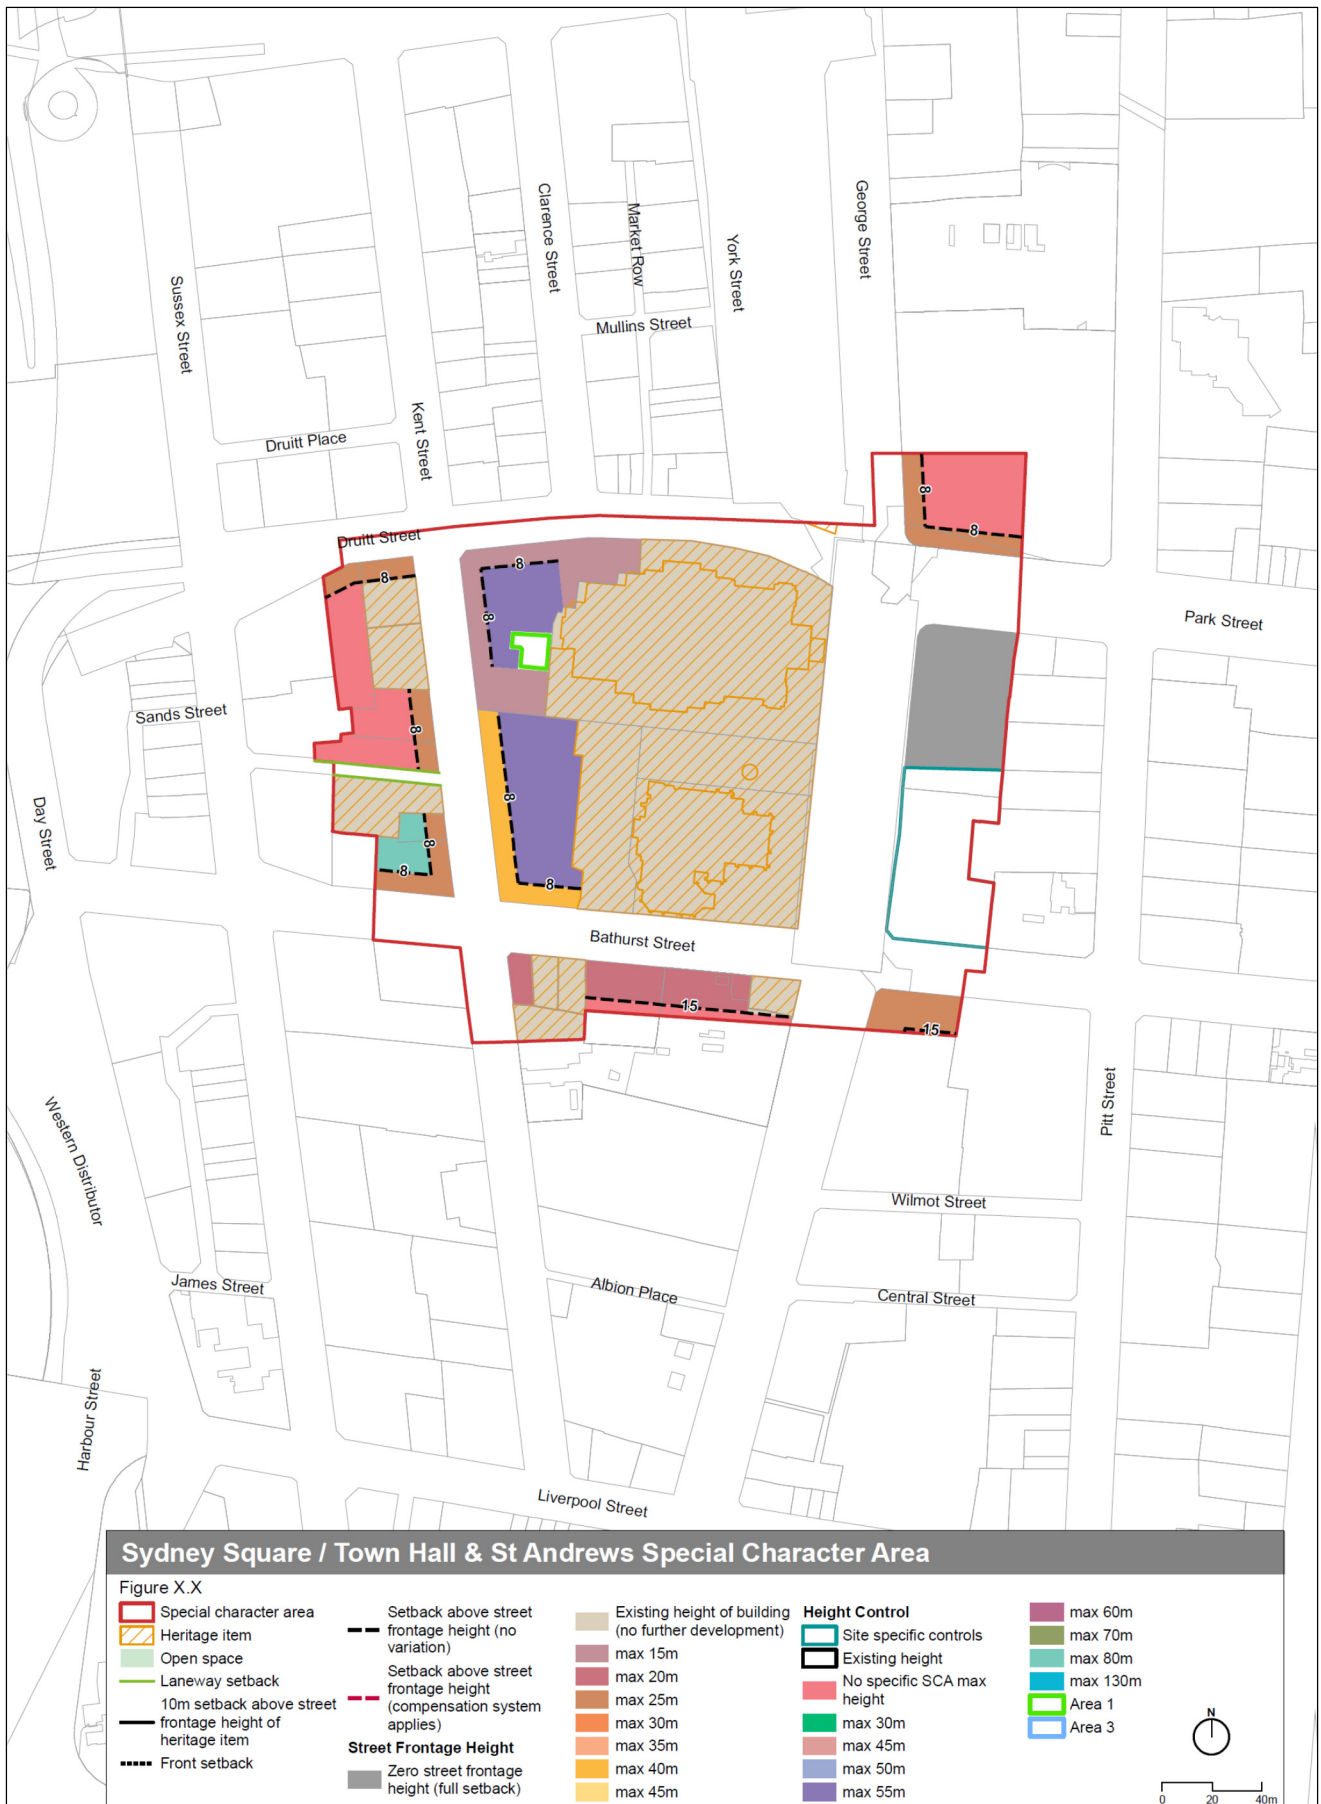 Clarence Street
Market Row
York Street
George Street
Sussex Street
Mullins Street
Kent Street
Druitt Place
Druitt Street
8
8
8
8
8
8
Park Street
Sands Street
8
8
8
8
8
Day Street
Bathurst Street
15
15
Pitt Street
Western Distributor
Wilmot Street
James Street
Albion Place
Central Street
Harbour Street
Liverpool Street
Sydney Square / Town Hall & St Andrews Special Character Area
Figure X.X
Special character area
Heritage item
Open space
Laneway setback
10m setback above street
frontage height of
heritage item
Front setback
Setback above street
frontage height (no
variation)
Setback above street
frontage height
(compensation system
applies)
Street Frontage Height
Zero street frontage
height (full setback)
Existing height of building
(no further development)
max 15m
max 20m
max 25m
max 30m
max 35m
max 40m
max 45m
Height Control
Site specific controls
Existing height
No specific SCA max
height
max 30m
max 45m
max 50m
max 55m
max 60m
max 70m
max 80m
max 130m
Area 1
Area 3
N
0 20 40m